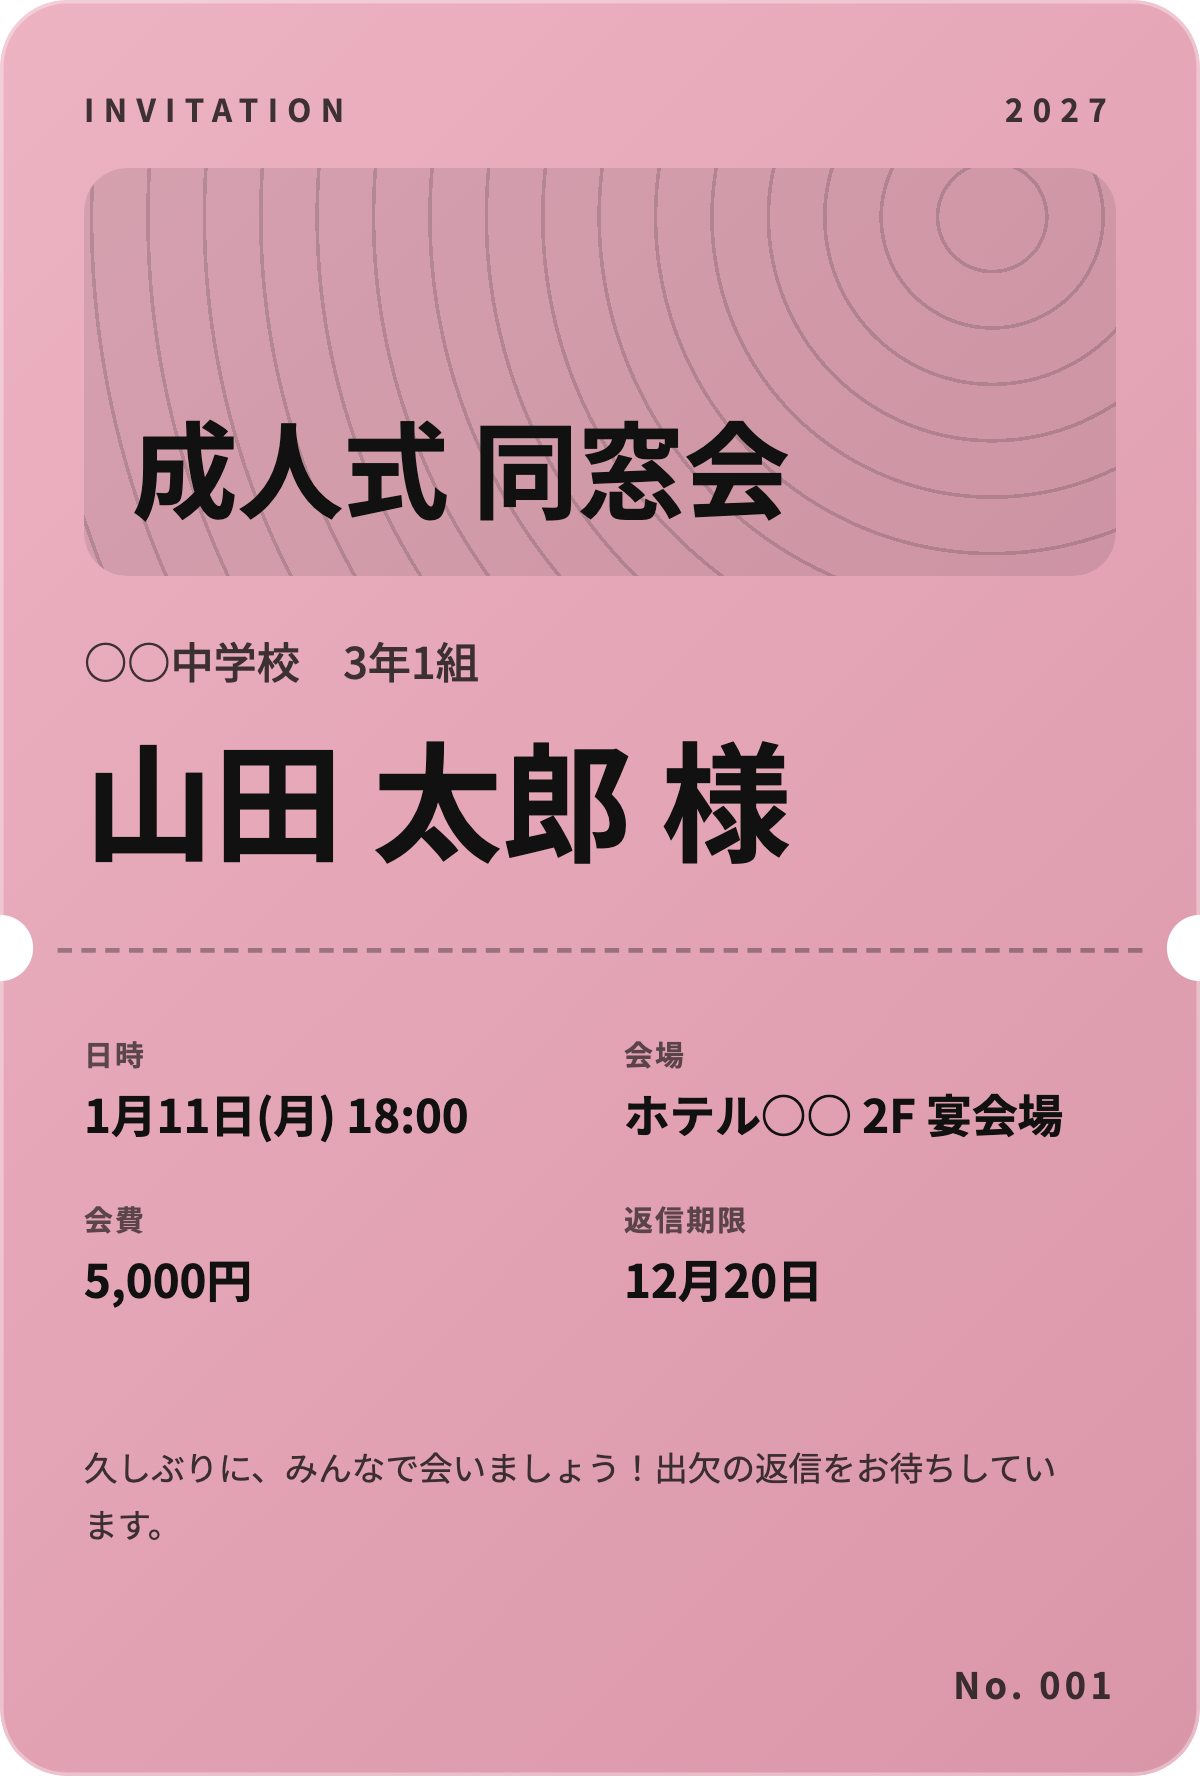 INVITATION 2027
成人式 同窓会
○○中学校　3年1組
山田 太郎 様
日時 会場
1月11日(月) 18:00 ホテル○○ 2F 宴会場
会費 返信期限
5,000円 12月20日
久しぶりに、みんなで会いましょう！出欠の返信をお待ちしてい
ます。
No. 001